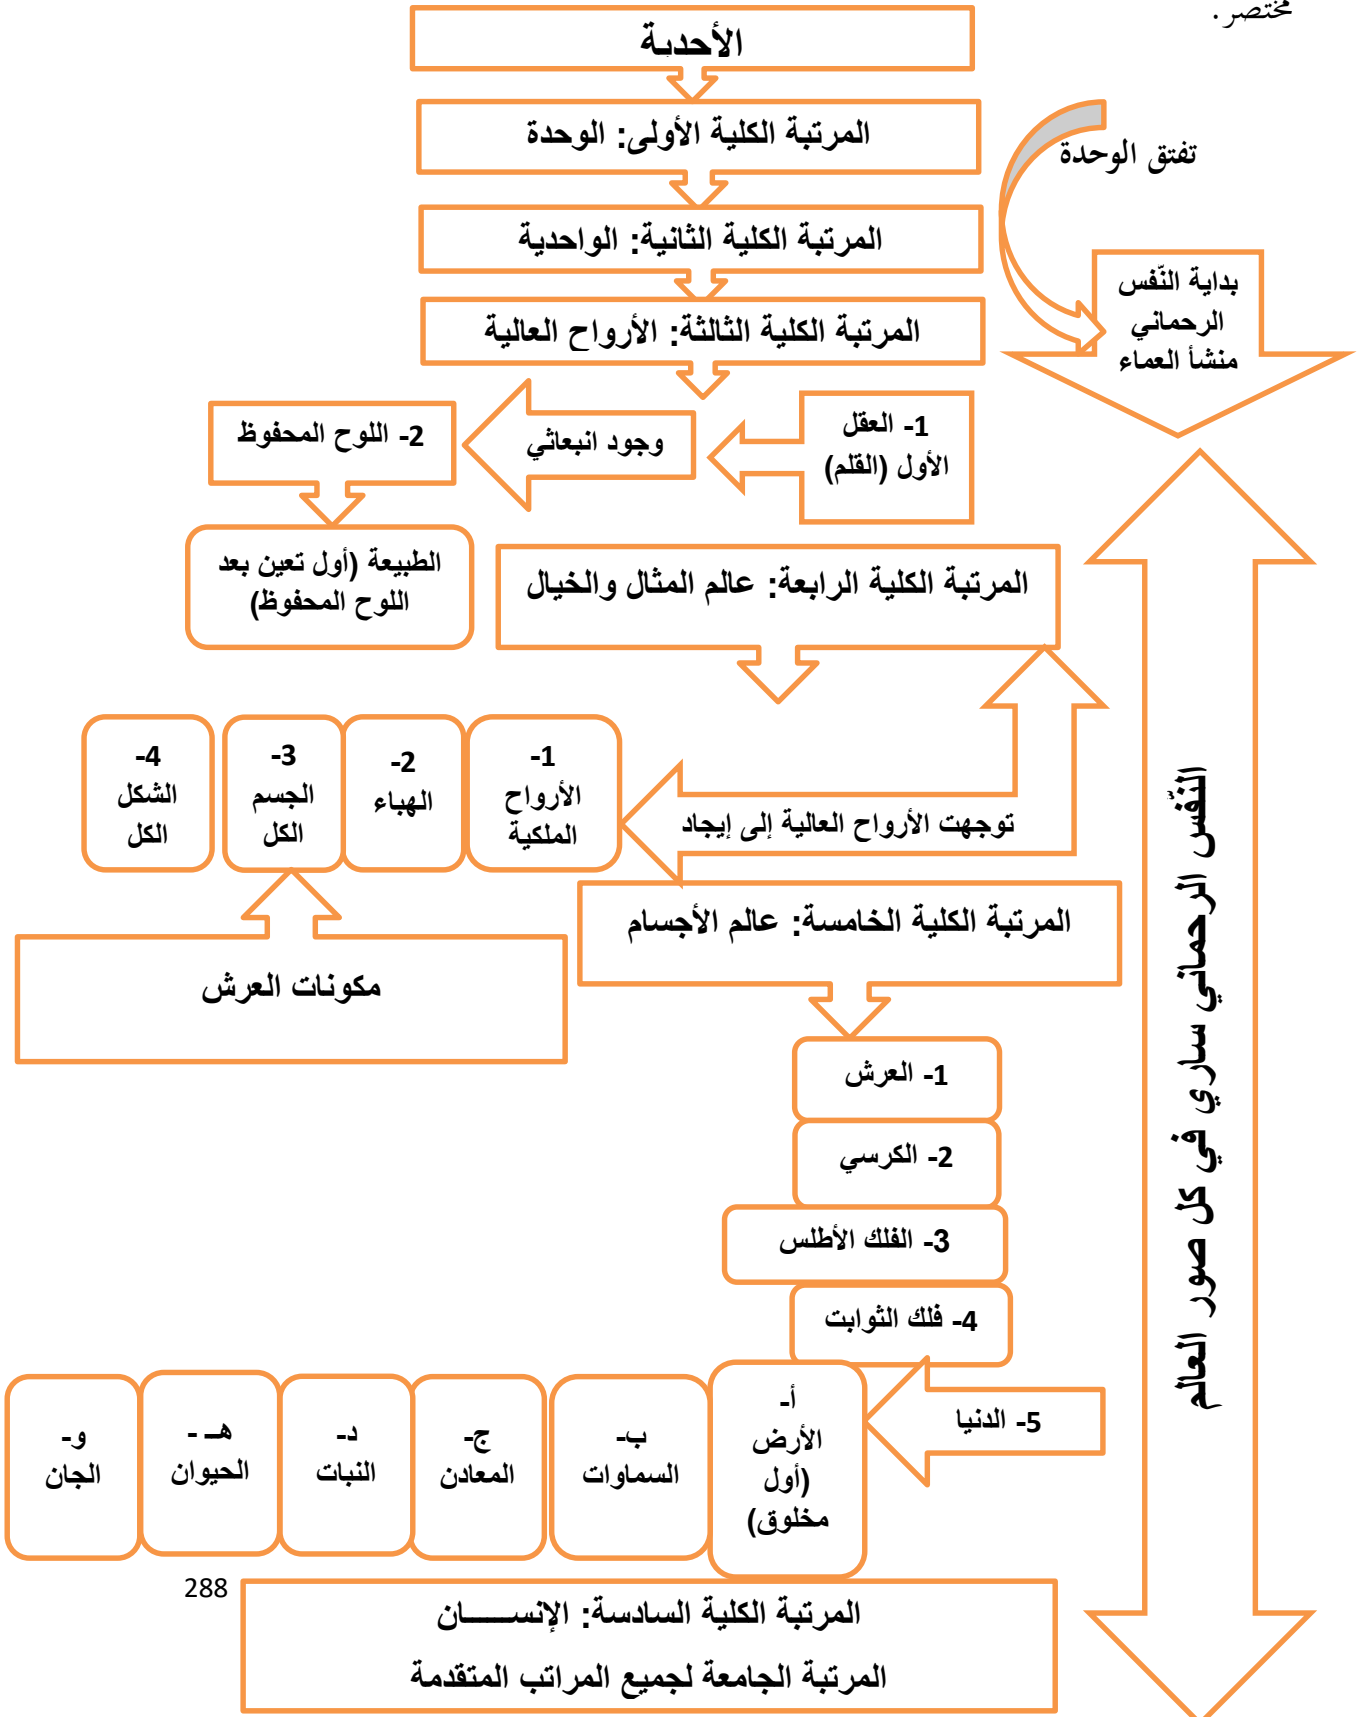 مختصر.
الأحدية
المرتبة الكلية الأولى: الوحدة
تفتق الوحدة
المرتبة الكلية الثانية: الواحدية
بداية النّفس
الرحماني
منشأ العماء
المرتبة الكلية الثالثة: الأرواح العالية
1- العقل
الأول (القلم)
وجود انبعاثي
2- اللوح المحفوظ
الطبيعة (أول تعين بعد
اللوح المحفوظ)
المرتبة الكلية الرابعة: عالم المثال والخيال
توجهت الأرواح العالية إلى إيجاد
1-
الأرواح
الملكية
2-
الهباء
3-
الجسم
الكل
4-
الشكل
الكل
مكونات العرش
المرتبة الكلية الخامسة: عالم الأجسام
1- العرش
2- الكرسي
3- الفلك الأطلس
4- فلك الثوابت
5- الدنيا
أ-
الأرض
(أول
مخلوق)
ب-
السماوات
ج-
المعادن
د-
النبات
هـ -
الحيوان
و-
الجان
النّفس الرحماني ساري في كل صور العالم
المرتبة الكلية السادسة: الإنســـــان
المرتبة الجامعة لجميع المراتب المتقدمة
288